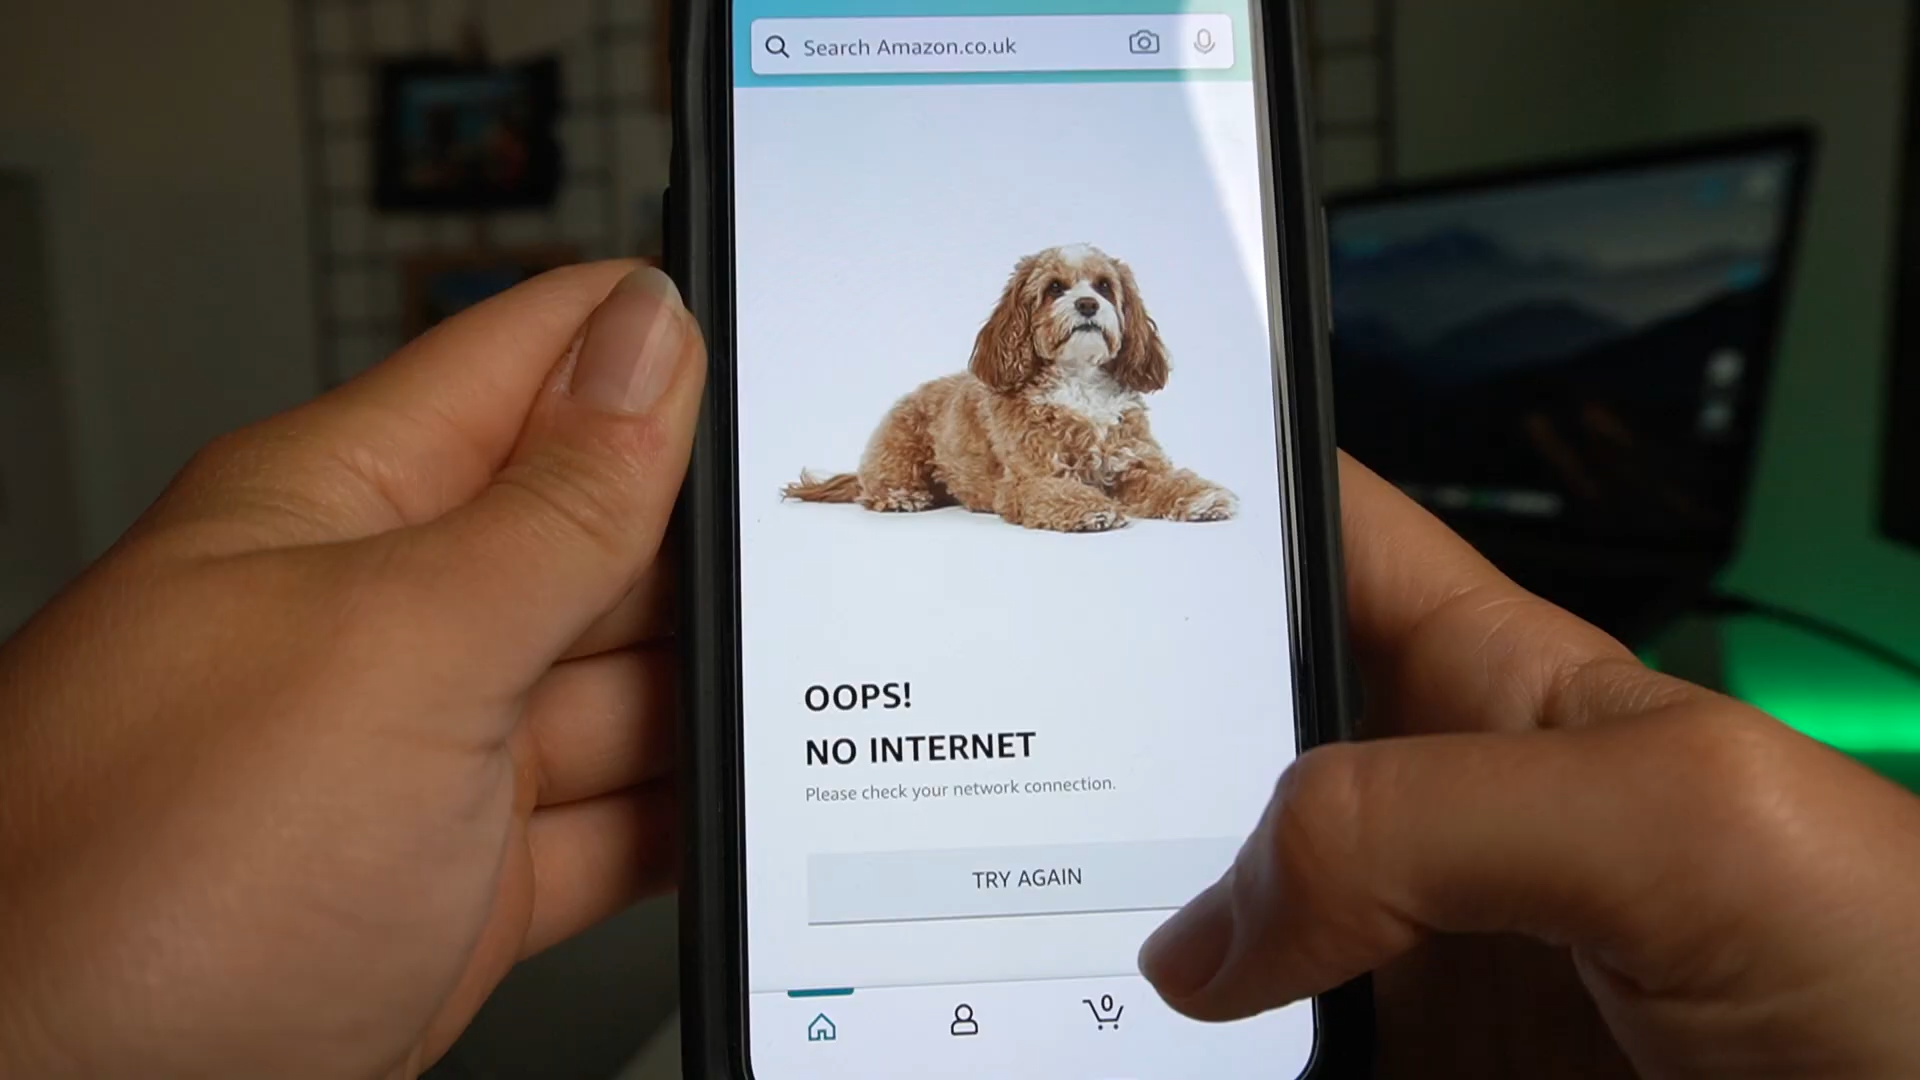 Search Amazon.co.uk
OOPS!
NO INTERNET
Please check your network connection.
TRY AGAIN
0